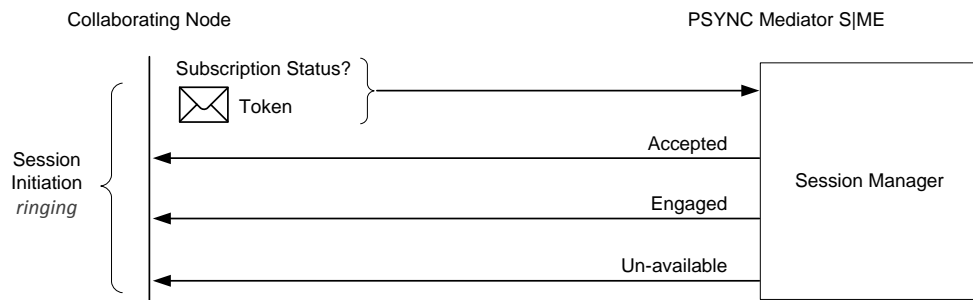 Collaborating Node
PSYNC Mediator S|ME
Subscription Status?
Token
Accepted
Session
Initiation
ringing
Session Manager
Engaged
Un-available